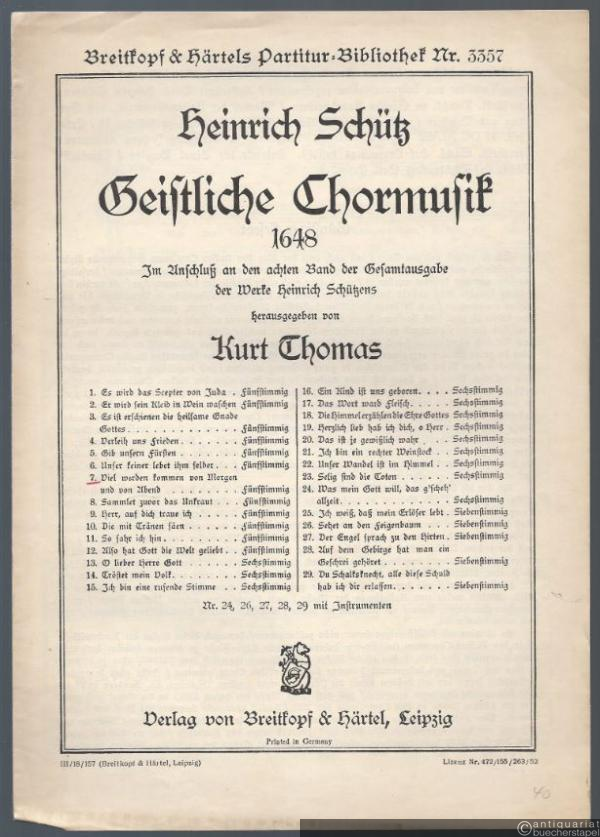 Breitkopf & Härtels Partitur-Bibliothek Nr. 3357
Heinrich Schütz
Geistliche Chormusik
1648
Im Anschluß an den achten Band der Gesamtausgabe
der Werke Heinrich Schützens
herausgegeben von
Kurt Thomas
1. Es wird das Scepter von Juda . Fünfstimmig
2. Er wird sein Kleid in Wein waschen Fünfstimmig
3. Es ist erschienen die heilsame Gnade
Gottes . . . . . . . . . . . . Fünfstimmig
4. Verleih uns Frieden . . . . . . . Fünfstimmig
5. Gib unsern Fürsten . . . . . . . Fünfstimmig
6. Unser keiner lebet ihm selber . . Fünfstimmig
7. Viel werden kommen von Morgen
und von Abend . . . . . . . . Fünfstimmig
8. Sammlet zuvor das Unkraut . . . Fünfstimmig
9. Herr, auf dich traue ich . . . . . Fünfstimmig
10. Die mit Tränen säen . . . . . . Fünfstimmig
11. So fahr ich hin . . . . . . . . . Fünfstimmig
12. Also hat Gott die Welt geliebt . . Fünfstimmig
13. O lieber Herre Gott . . . . . . Sechsstimmig
14. Tröstet mein Volk . . . . . . . Sechsstimmig
15. Ich bin eine rufende Stimme . . Sechsstimmig
16. Ein Kind ist uns geboren . . . . Sechsstimmig
17. Das Wort ward Fleisch . . . . . Sechsstimmig
18. Die Himmel erzählen die Ehre Gottes Sechsstimmig
19. Herzlich lieb hab ich dich, o Herr . Sechsstimmig
20. Das ist je gewißlich wahr . . . Sechsstimmig
21. Ich bin ein rechter Weinstock . . Sechsstimmig
22. Unser Wandel ist im Himmel . . Sechsstimmig
23. Selig sind die Toten . . . . . . Sechsstimmig
24. Was mein Gott will, das g'scheh'
allzeit . . . . . . . . . . . . Sechsstimmig
25. Ich weiß, daß mein Erlöser lebt . Siebenstimmig
26. Sehet an den Feigenbaum . . . Siebenstimmig
27. Der Engel sprach zu den Hirten . Siebenstimmig
28. Auf dem Gebirge hat man ein
Geschrei gehöret . . . . . . . . Siebenstimmig
29. Du Schalksknecht, alle diese Schuld
hab ich dir erlassen . . . . . . . Siebenstimmig
Nr. 24, 26, 27, 28, 29 mit Instrumenten
Verlag von Breitkopf & Härtel, Leipzig
Printed in Germany
III/18/157 (Breitkopf & Härtel, Leipzig)
Lizenz Nr. 472/155/263/52
40
©antiquariat
buecherstapel